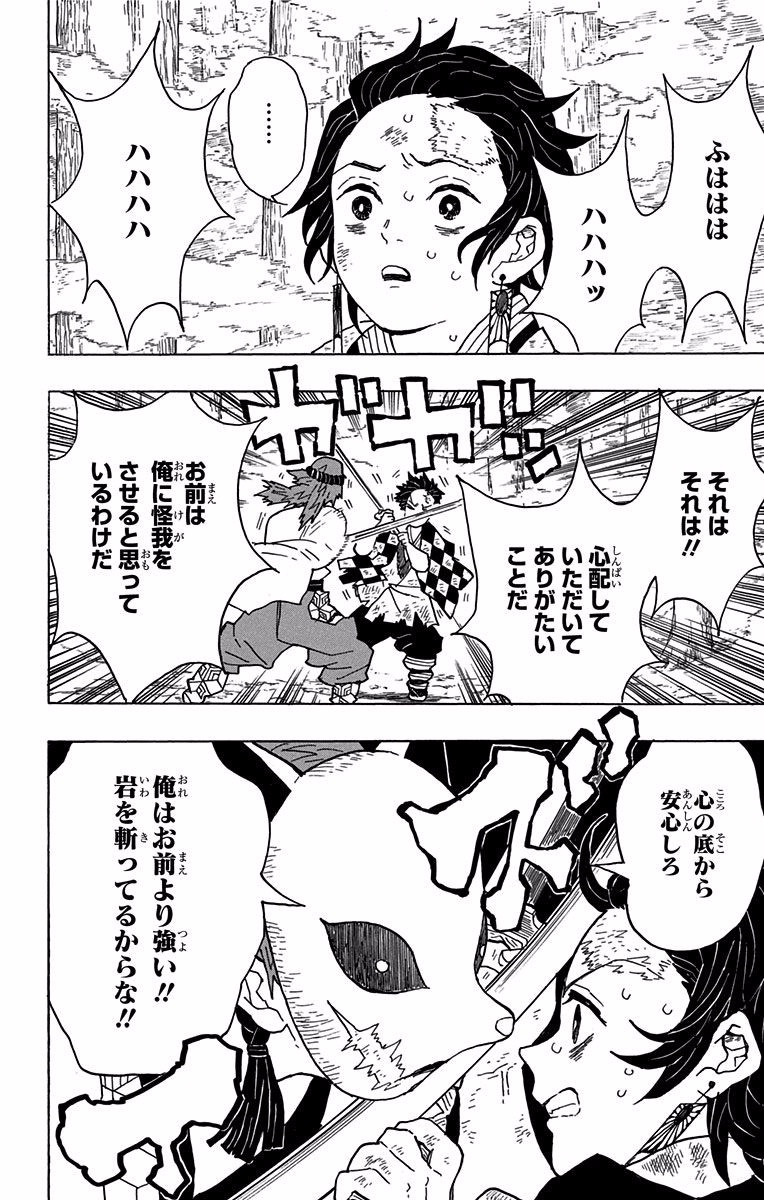 ふははは
ハハハッ
……
ハハハハ
それは
それは!!
心配して
いただいて
ありがたい
ことだ
ガギッ
お前は
俺に怪我を
させると思って
いるわけだ
心の底から
安心しろ
俺はお前より強い!!
岩を斬ってるからな!!